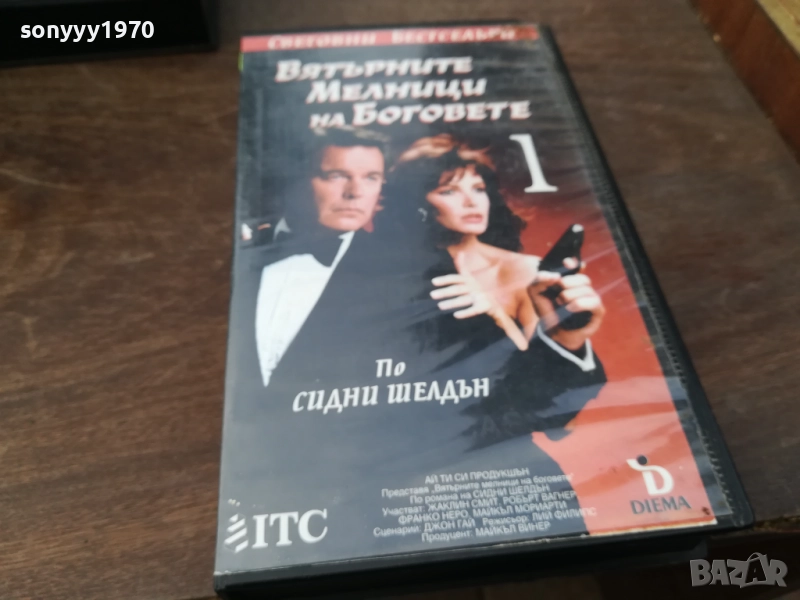 sonyyy1970
СВЕТОВНИ БЕСТСЕЛЪРИ
ВЯТЪРНИТЕ
МЕЛНИЦИ
НА БОГОВЕТЕ
1
По
СИДНИ ШЕЛДЪН
АЙ ТИ СИ ПРОДУКШЪН
Представя „Вятърните мелници на боговете"
По романа на СИДНИ ШЕЛДЪН
Участват: ЖАКЛИН СМИТ, РОБЪРТ ВАГНЕР,
ФРАНКО НЕРО, МАЙКЪЛ МОРИАРТИ
Сценарий: ДЖОН ГАЙ Режисьор: ЛИЙ ФИЛИПС
Продуцент: МАЙКЪЛ ВИНЕР
ITC
DIEMA
BAZAR